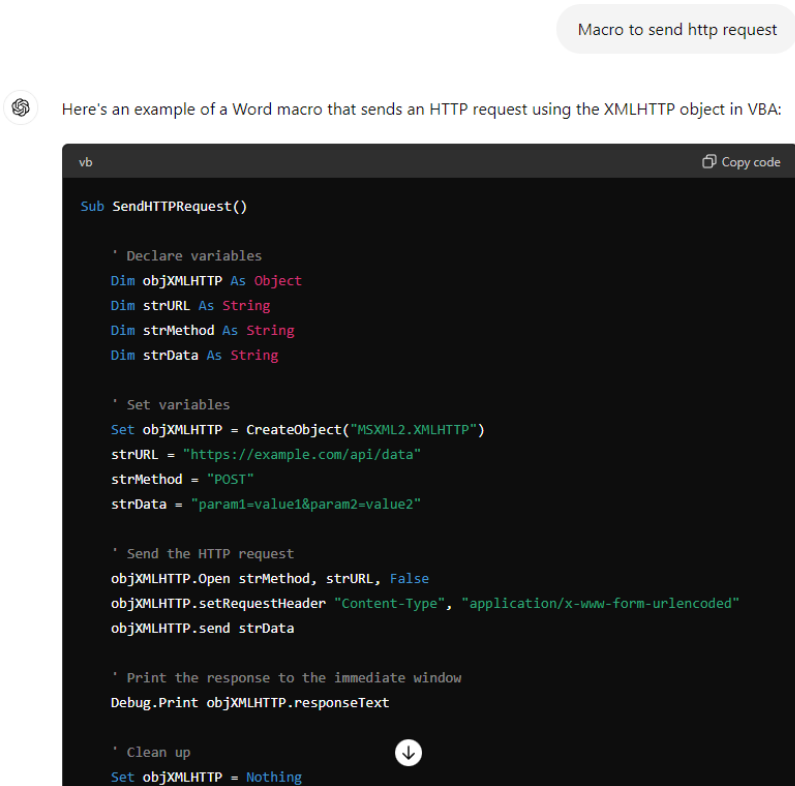 Macro to send http request
Here's an example of a Word macro that sends an HTTP request using the XMLHTTP object in VBA:
vb
Copy code
Sub SendHTTPRequest()
' Declare variables
Dim objXMLHTTP As Object
Dim strURL As String
Dim strMethod As String
Dim strData As String
' Set variables
Set objXMLHTTP = CreateObject("MSXML2.XMLHTTP")
strURL = "https://example.com/api/data"
strMethod = "POST"
strData = "param1=value1&param2=value2"
' Send the HTTP request
objXMLHTTP.Open strMethod, strURL, False
objXMLHTTP.setRequestHeader "Content-Type", "application/x-www-form-urlencoded"
objXMLHTTP.send strData
' Print the response to the immediate window
Debug.Print objXMLHTTP.responseText
' Clean up
Set objXMLHTTP = Nothing